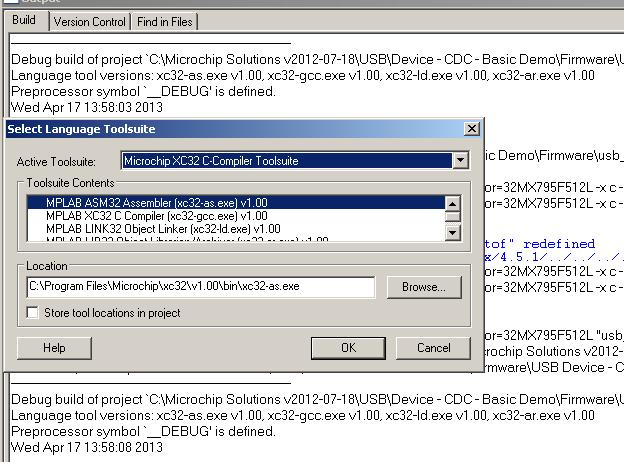 Output
Build
Version Control
Find in Files
Debug build of project `C:\Microchip Solutions v2012-07-18\USB\Device - CDC - Basic Demo\Firmware\U
Language tool versions: xc32-as.exe v1.00, xc32-gcc.exe v1.00, xc32-ld.exe v1.00, xc32-ar.exe v1.00
Preprocessor symbol `__DEBUG' is defined.
Wed Apr 17 13:58:03 2013
Select Language Toolsuite
Active Toolsuite:
Microchip XC32 C-Compiler Toolsuite
Toolsuite Contents
MPLAB ASM32 Assembler (xc32-as.exe) v1.00
MPLAB XC32 C Compiler (xc32-gcc.exe) v1.00
MPLAB LINK32 Object Linker (xc32-ld.exe) v1.00
Location
C:\Program Files\Microchip\xc32\v1.00\bin\xc32-as.exe
Browse...
Store tool locations in project
Help
OK
Cancel
ic Demo\Firmware\usb_
or=32MX795F512L -x c -
or=32MX795F512L -x c -
tof" redefined
x/4.5.1/../../../.
or=32MX795F512L -x c -
or=32MX795F512L -x c -
or=32MX795F512L "usb_
crochip Solutions v2012-
rmware\USB Device - C
Debug build of project `C:\Microchip Solutions v2012-07-18\USB\Device - CDC - Basic Demo\Firmware\U
Language tool versions: xc32-as.exe v1.00, xc32-gcc.exe v1.00, xc32-ld.exe v1.00, xc32-ar.exe v1.00
Preprocessor symbol `__DEBUG' is defined.
Wed Apr 17 13:58:08 2013